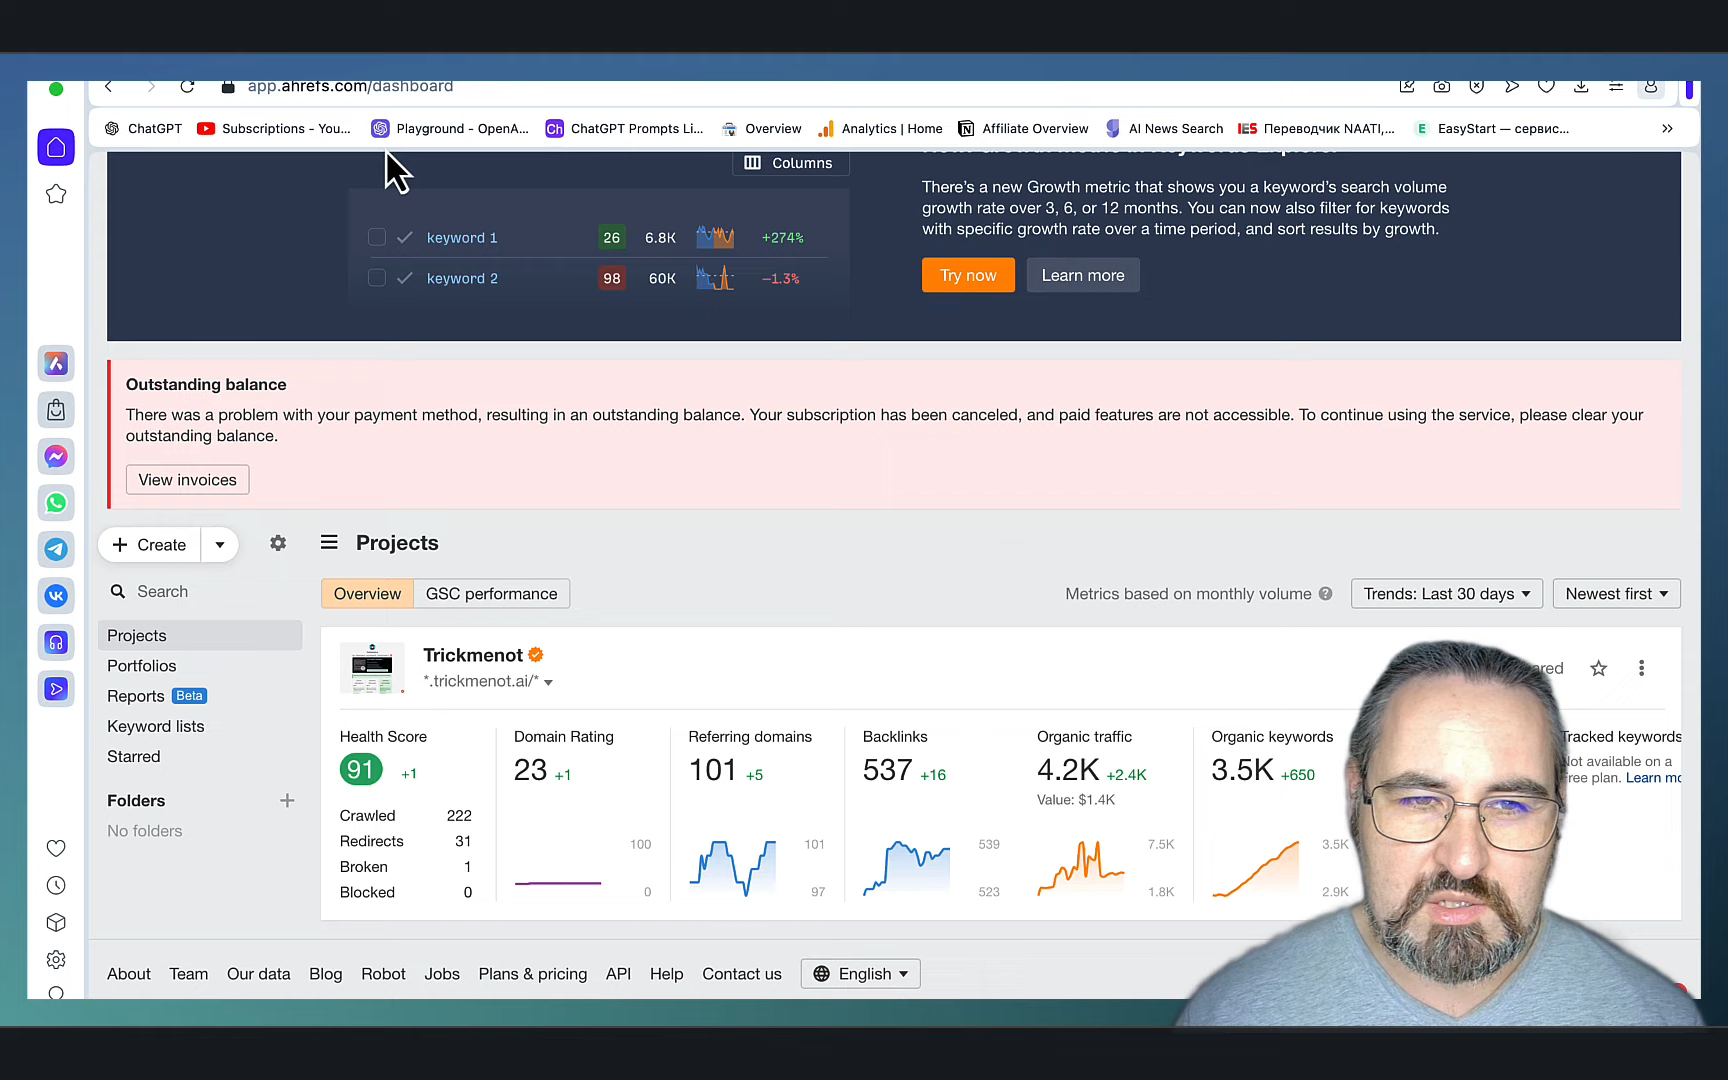 app.ahrefs.com/dashboard
ChatGPT
Subscriptions - You...
Playground - OpenA...
ChatGPT Prompts Li...
Overview
Analytics | Home
Affiliate Overview
AI News Search
IES Переводчик NAATI,...
E EasyStart — сервис...
Columns
keyword 1 26 6.8K +274%
keyword 2 98 60K –1.3%
There's a new Growth metric that shows you a keyword's search volume
growth rate over 3, 6, or 12 months. You can now also filter for keywords
with specific growth rate over a time period, and sort results by growth.
Try now
Learn more
Outstanding balance
There was a problem with your payment method, resulting in an outstanding balance. Your subscription has been canceled, and paid features are not accessible. To continue using the service, please clear your
outstanding balance.
View invoices
+ Create
Projects
Search
Overview
GSC performance
Metrics based on monthly volume
Trends: Last 30 days
Newest first
Projects
Portfolios
Reports Beta
Keyword lists
Starred
Folders
No folders
Trickmenot
*.trickmenot.ai/*
Health Score
91 +1
Crawled 222
Redirects 31
Broken 1
Blocked 0
Domain Rating
23 +1
100
0
Referring domains
101 +5
101
97
Backlinks
537 +16
539
523
Organic traffic
4.2K +2.4K
Value: $1.4K
7.5K
1.8K
Organic keywords
3.5K +650
3.5K
2.9K
Tracked keywords
Not available on a
Free plan. Learn mo
About
Team
Our data
Blog
Robot
Jobs
Plans & pricing
API
Help
Contact us
English